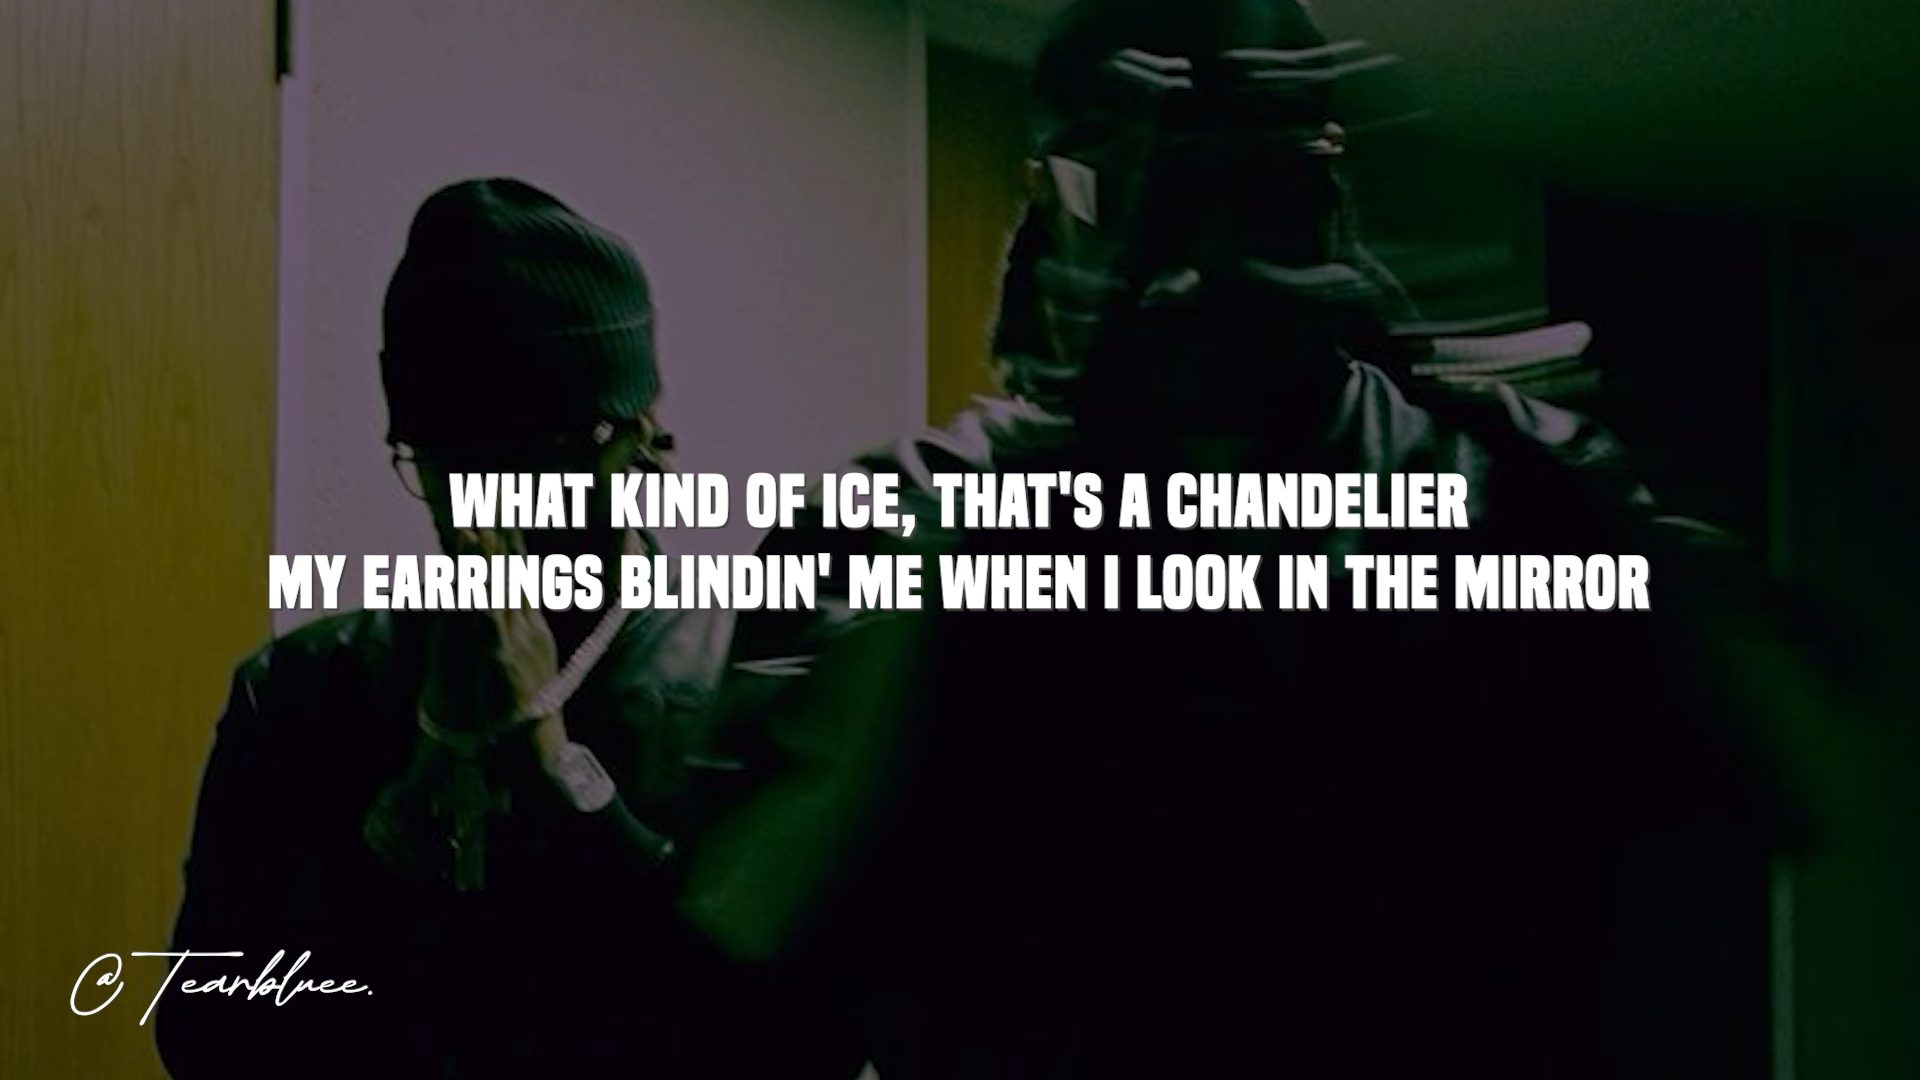 WHAT KIND OF ICE, THAT'S A CHANDELIER
MY EARRINGS BLINDIN' ME WHEN I LOOK IN THE MIRROR
@Tearbluee.